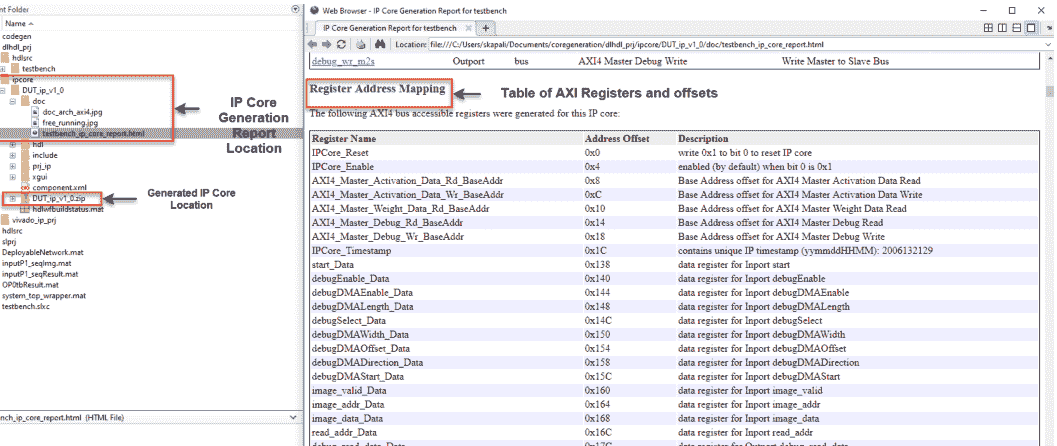 nt Folder
Name
codegen
dlhdl_prj
hdlsrc
testbench
ipcore
DUT_ip_v1_0
doc
doc_arch_axi4.jpg
free_running.jpg
testbench_ip_core_report.html
hdl
include
prj_ip
xgui
component.xml
DUT_ip_v1_0.zip
hdlwfbuildstatus.mat
vivado_ip_prj
hdlsrc
slprj
DeployableNetwork.mat
inputP1_seqImg.mat
inputP1_seqResult.mat
OP0tbResult.mat
system_top_wrapper.mat
testbench.slxc
nch_ip_core_report.html (HTML File)
IP Core
Generation
Report
Location
Generated IP Core
Location
Web Browser - IP Core Generation Report for testbench
IP Core Generation Report for testbench
Location: file:///C:/Users/skapali/Documents/coregeneration/dlhdl_prj/ipcore/DUT_ip_v1_0/doc/testbench_ip_core_report.html
debug_wr_m2s Outport bus AXI4 Master Debug Write Write Master to Slave Bus
Register Address Mapping
Table of AXI Registers and offsets
The following AXI4 bus accessible registers were generated for this IP core:
Register Name Address Offset Description
IPCore_Reset 0x0 write 0x1 to bit 0 to reset IP core
IPCore_Enable 0x4 enabled (by default) when bit 0 is 0x1
AXI4_Master_Activation_Data_Rd_BaseAddr 0x8 Base Address offset for AXI4 Master Activation Data Read
AXI4_Master_Activation_Data_Wr_BaseAddr 0xC Base Address offset for AXI4 Master Activation Data Write
AXI4_Master_Weight_Data_Rd_BaseAddr 0x10 Base Address offset for AXI4 Master Weight Data Read
AXI4_Master_Debug_Rd_BaseAddr 0x14 Base Address offset for AXI4 Master Debug Read
AXI4_Master_Debug_Wr_BaseAddr 0x18 Base Address offset for AXI4 Master Debug Write
IPCore_Timestamp 0x1C contains unique IP timestamp (yymmddHHMM): 2006132129
start_Data 0x138 data register for Inport start
debugEnable_Data 0x140 data register for Inport debugEnable
debugDMAEnable_Data 0x144 data register for Inport debugDMAEnable
debugDMALength_Data 0x148 data register for Inport debugDMALength
debugSelect_Data 0x14C data register for Inport debugSelect
debugDMAWidth_Data 0x150 data register for Inport debugDMAWidth
debugDMAOffset_Data 0x154 data register for Inport debugDMAOffset
debugDMADirection_Data 0x158 data register for Inport debugDMADirection
debugDMAStart_Data 0x15C data register for Inport debugDMAStart
image_valid_Data 0x160 data register for Inport image_valid
image_addr_Data 0x164 data register for Inport image_addr
image_data_Data 0x168 data register for Inport image_data
read_addr_Data 0x16C data register for Inport read_addr